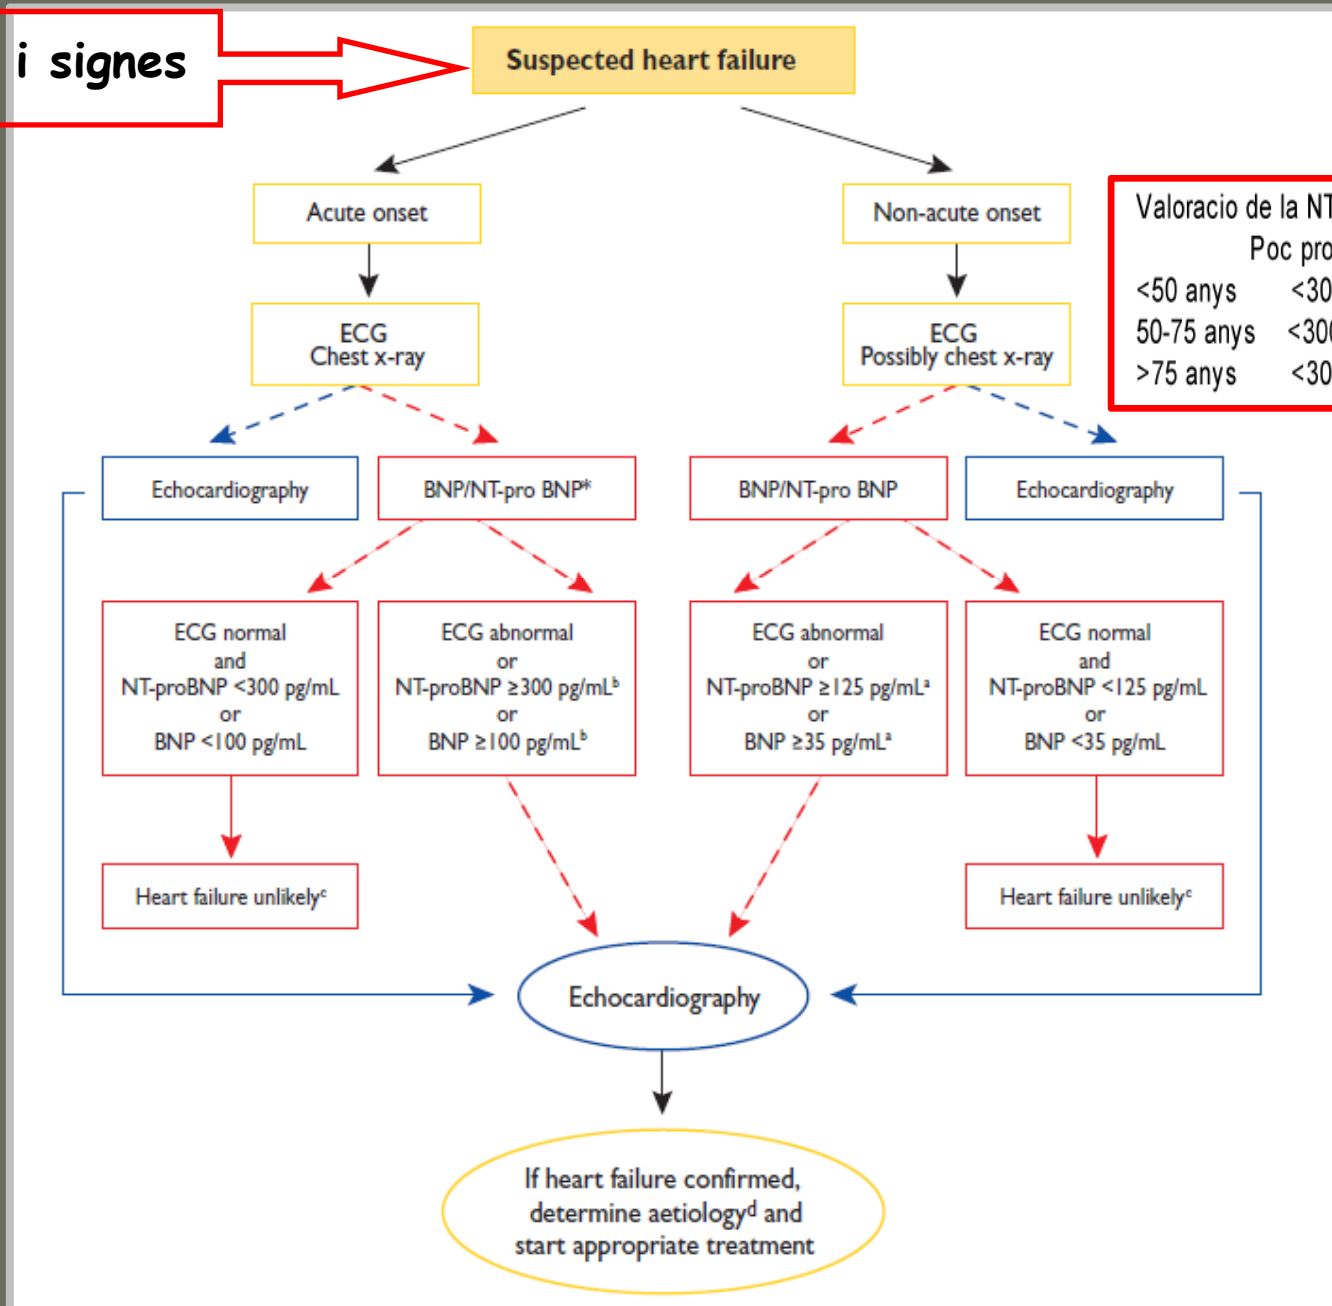 i signes
Suspected heart failure
Acute onset
Non-acute onset
Valoracio de la NT
Poc pro
<50 anys <30
50-75 anys <300
>75 anys <30
ECG
Chest x-ray
ECG
Possibly chest x-ray
Echocardiography
BNP/NT-pro BNP*
BNP/NT-pro BNP
Echocardiography
ECG normal
and
NT-proBNP <300 pg/mL
or
BNP <100 pg/mL
ECG abnormal
or
NT-proBNP ≥300 pg/mLᵇ
or
BNP ≥100 pg/mLᵇ
ECG abnormal
or
NT-proBNP ≥125 pg/mLᵃ
or
BNP ≥35 pg/mLᵃ
ECG normal
and
NT-proBNP <125 pg/mL
or
BNP <35 pg/mL
Heart failure unlikelyᶜ
Heart failure unlikelyᶜ
Echocardiography
If heart failure confirmed,
determine aetiologyᵈ and
start appropriate treatment